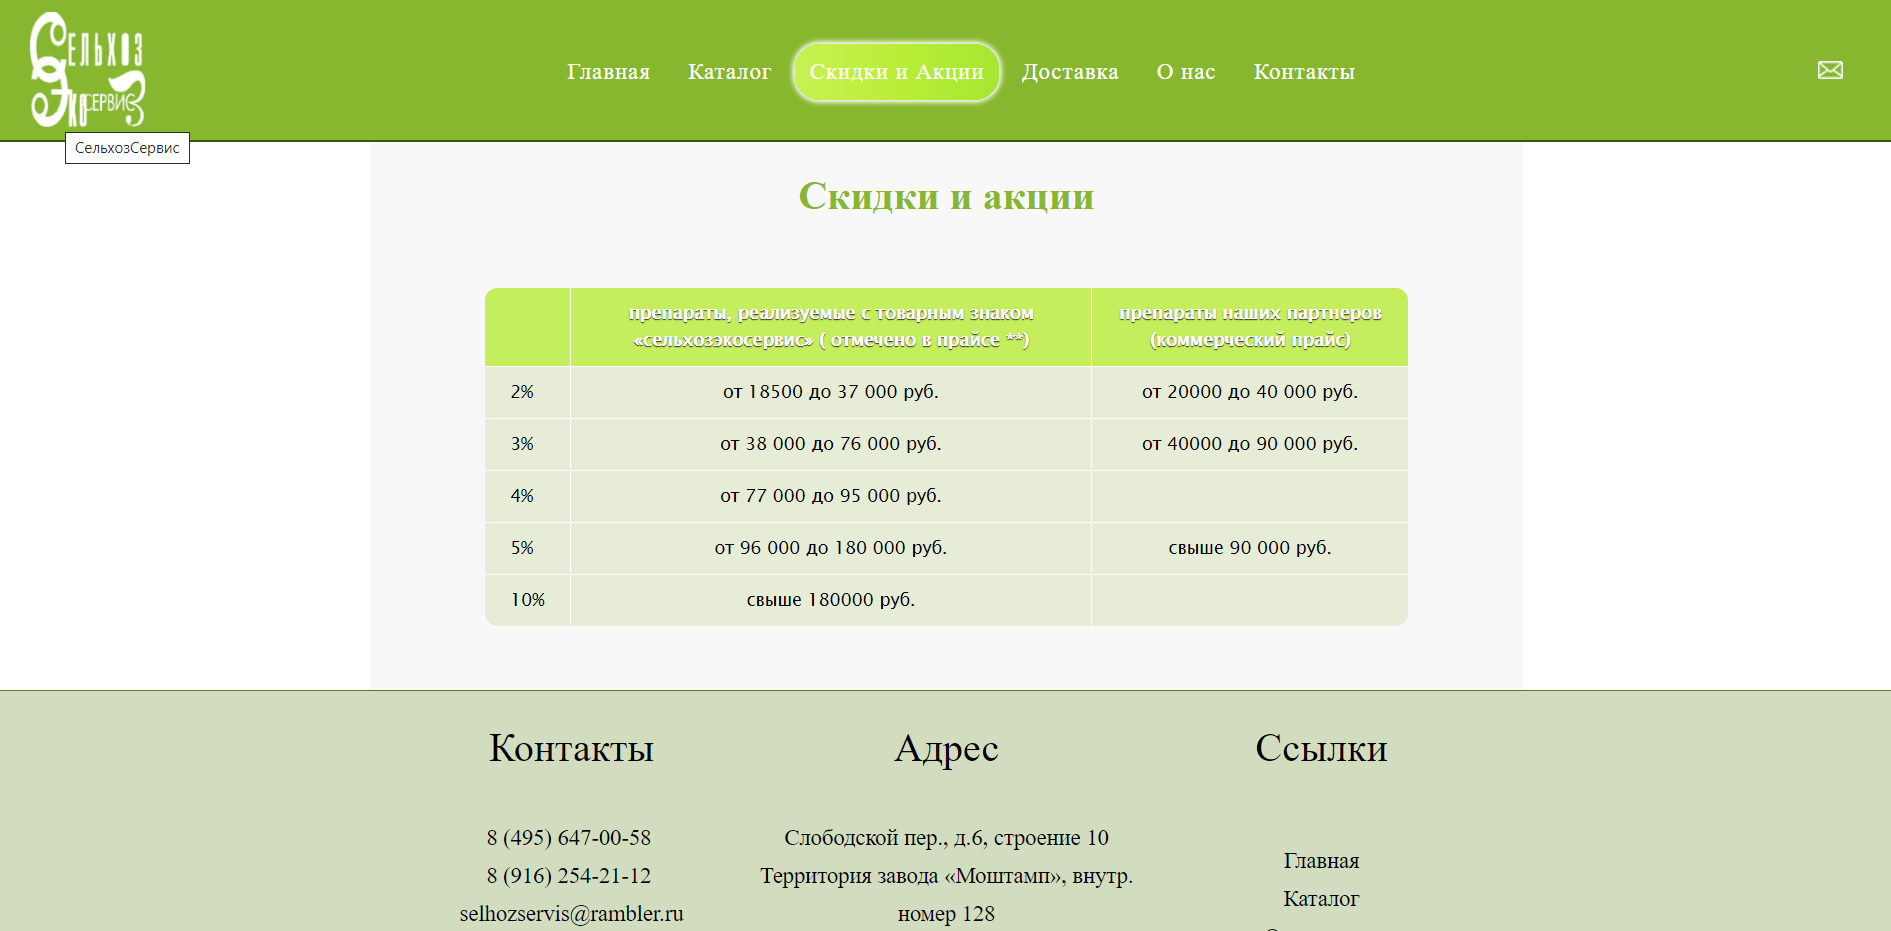 Сельхоз
Эко сервис
Главная Каталог Скидки и Акции Доставка О нас Контакты
СельхозСервис
Скидки и акции
препараты, реализуемые с товарным знаком
«сельхозэкосервис» ( отмечено в прайсе **)
препараты наших партнеров
(коммерческий прайс)
2% от 18500 до 37 000 руб. от 20000 до 40 000 руб.
3% от 38 000 до 76 000 руб. от 40000 до 90 000 руб.
4% от 77 000 до 95 000 руб.
5% от 96 000 до 180 000 руб. свыше 90 000 руб.
10% свыше 180000 руб.
Контакты
8 (495) 647-00-58
8 (916) 254-21-12
selhozservis@rambler.ru
Адрес
Слободской пер., д.6, строение 10
Территория завода «Моштамп», внутр.
номер 128
Ссылки
Главная
Каталог